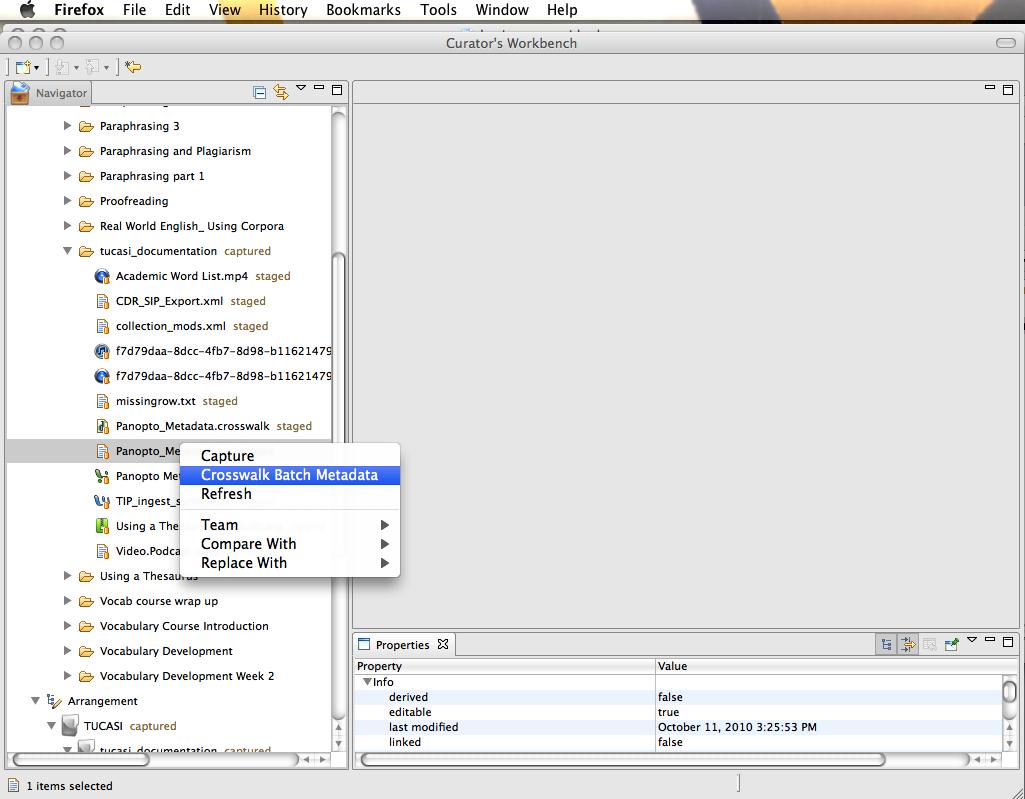 Firefox File Edit View History Bookmarks Tools Window Help
Curator's Workbench
Navigator
Paraphrasing 3
Paraphrasing and Plagiarism
Paraphrasing part 1
Proofreading
Real World English_ Using Corpora
tucasi_documentation captured
Academic Word List.mp4 staged
CDR_SIP_Export.xml staged
collection_mods.xml staged
f7d79daa-8dcc-4fb7-8d98-b11621479
f7d79daa-8dcc-4fb7-8d98-b11621479
missingrow.txt staged
Panopto_Metadata.crosswalk staged
Panopto_Me
Panopto Me
TIP_ingest_s
Using a The
Video.Podca
Capture
Crosswalk Batch Metadata
Refresh
Team
Compare With
Replace With
Using a Thesaurus
Vocab course wrap up
Vocabulary Course Introduction
Vocabulary Development
Vocabulary Development Week 2
Arrangement
TUCASI captured
tucasi_documentation captured
Properties
Property Value
Info
derived false
editable true
last modified October 11, 2010 3:25:53 PM
linked false
1 items selected